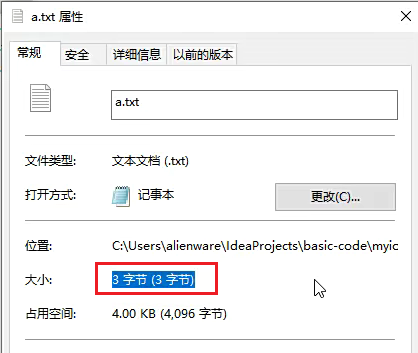 a.txt 属性
常规 安全 详细信息 以前的版本
a.txt
文件类型: 文本文档 (.txt)
打开方式: 记事本 更改(C)...
位置: C:\Users\alienware\IdeaProjects\basic-code\myic
大小: 3 字节 (3 字节)
占用空间: 4.00 KB (4,096 字节)